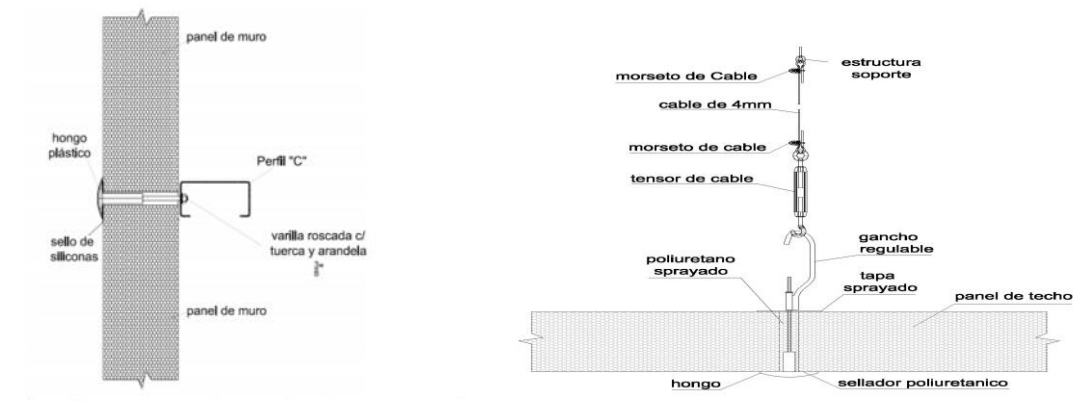 panel de muro
hongo
plástico
Perfil "C"
sello de
siliconas
varilla roscada c/
tuerca y arandela
panel de muro
estructura
soporte
morseto de Cable
cable de 4mm
morseto de cable
tensor de cable
gancho
regulable
poliuretano
sprayado
tapa
sprayado
panel de techo
hongo
sellador poliuretanico